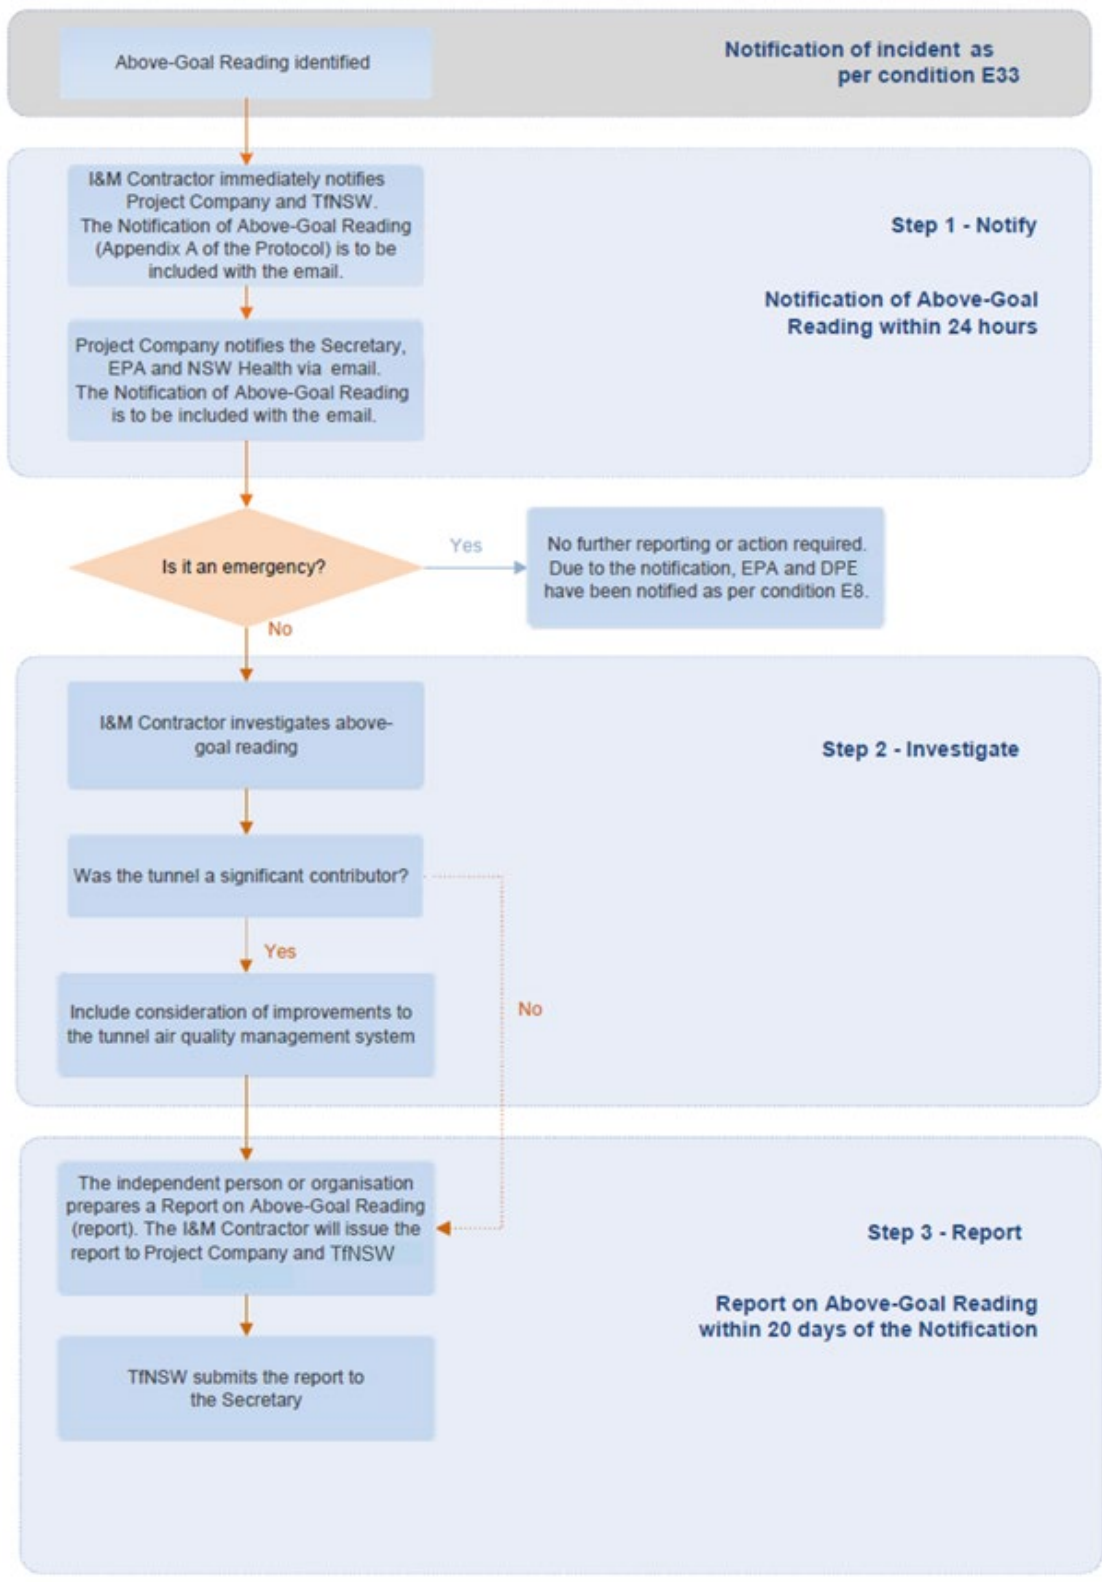 Above-Goal Reading identified
Notification of incident as
per condition E33
I&M Contractor immediately notifies
Project Company and TfNSW.
The Notification of Above-Goal Reading
(Appendix A of the Protocol) is to be
included with the email.
Step 1 - Notify
Notification of Above-Goal
Reading within 24 hours
Project Company notifies the Secretary,
EPA and NSW Health via email.
The Notification of Above-Goal Reading
is to be included with the email.
Is it an emergency?
Yes
No further reporting or action required.
Due to the notification, EPA and DPE
have been notified as per condition E8.
No
I&M Contractor investigates above-
goal reading
Step 2 - Investigate
Was the tunnel a significant contributor?
Yes
No
Include consideration of improvements to
the tunnel air quality management system
The independent person or organisation
prepares a Report on Above-Goal Reading
(report). The I&M Contractor will issue the
report to Project Company and TfNSW
Step 3 - Report
Report on Above-Goal Reading
within 20 days of the Notification
TfNSW submits the report to
the Secretary